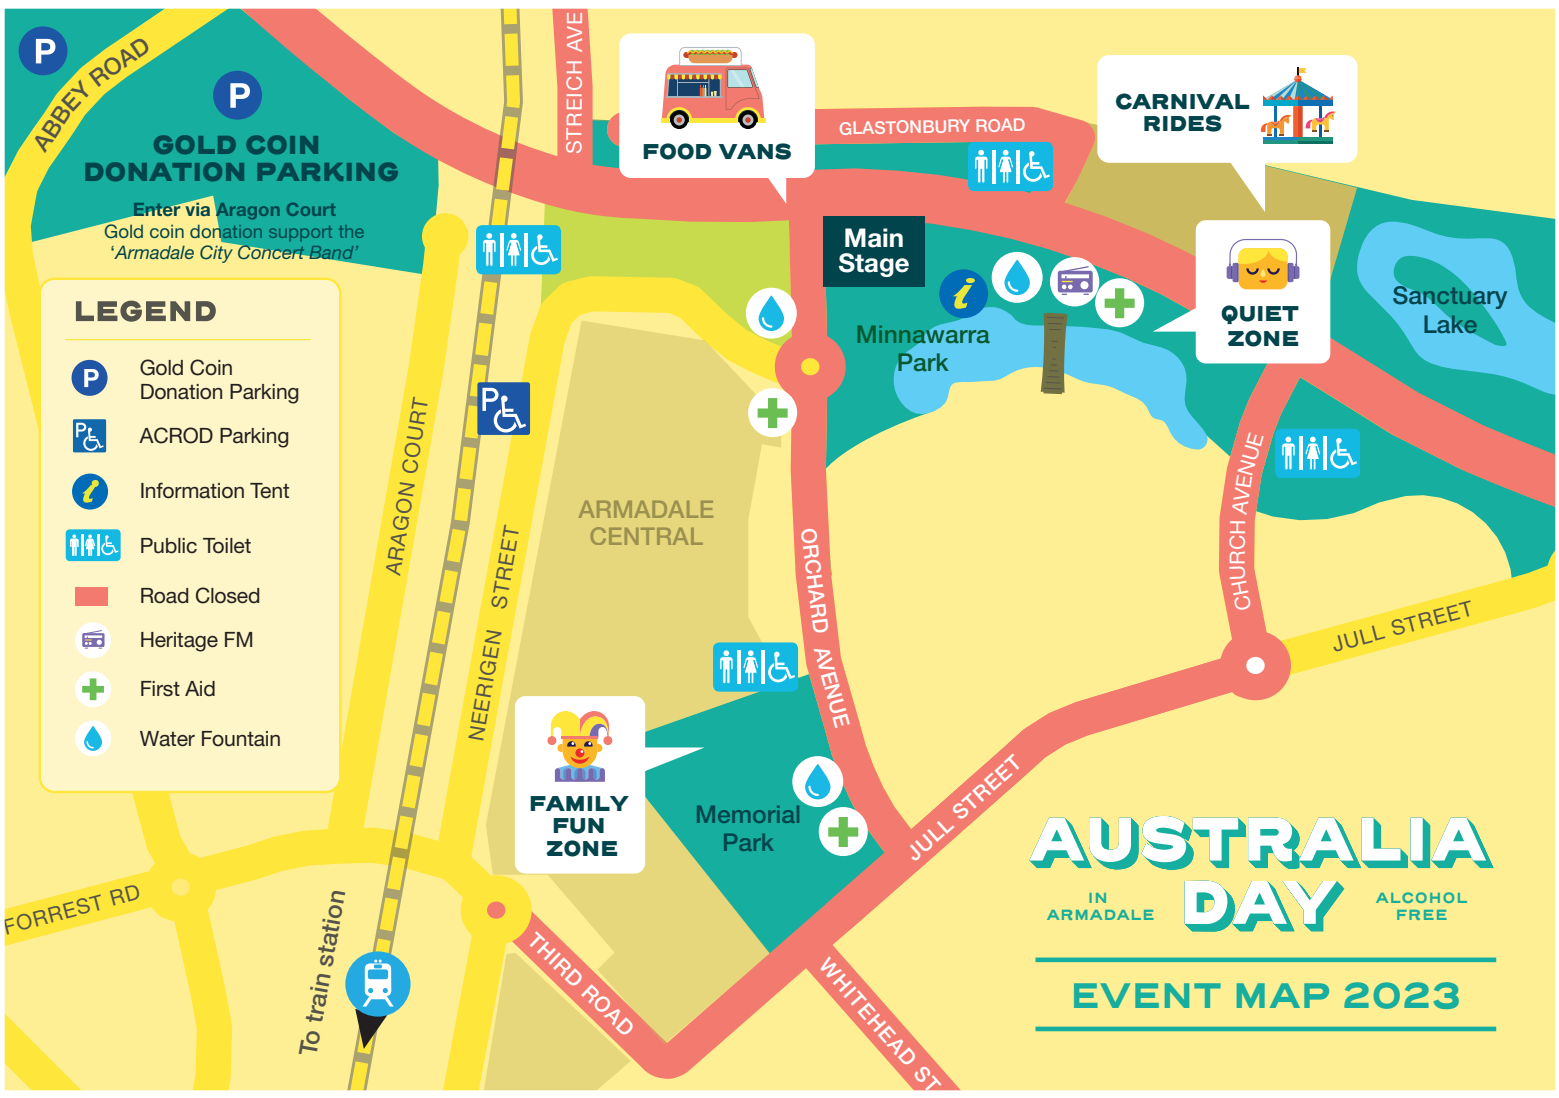 P
ABBEY ROAD
P
GOLD COIN
DONATION PARKING
Enter via Aragon Court
Gold coin donation support the
‘Armadale City Concert Band’
STREICH AVE
FOOD VANS
GLASTONBURY ROAD
CARNIVAL
RIDES
Main
Stage
i
Minnawarra
Park
QUIET
ZONE
Sanctuary
Lake
LEGEND
P
Gold Coin
Donation Parking
P
ACROD Parking
i
Information Tent
Public Toilet
Road Closed
Heritage FM
First Aid
Water Fountain
P
ARAGON COURT
NEERIGEN STREET
ARMADALE
CENTRAL
ORCHARD AVENUE
CHURCH AVENUE
JULL STREET
FAMILY
FUN
ZONE
Memorial
Park
JULL STREET
FORREST RD
To train station
THIRD ROAD
WHITEHEAD ST
AUSTRALIA
DAY
IN
ARMADALE
ALCOHOL
FREE
EVENT MAP 2023